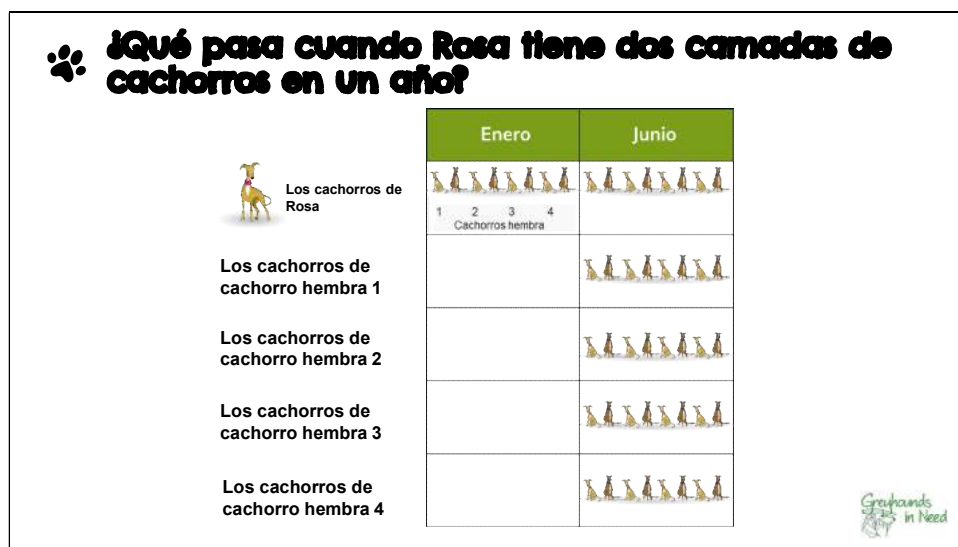 ¿Qué pasa cuando Rosa tiene dos camadas de
cachorros en un año?
Enero Junio
Los cachorros de
Rosa
1 2 3 4
Cachorros hembra
Los cachorros de
cachorro hembra 1
Los cachorros de
cachorro hembra 2
Los cachorros de
cachorro hembra 3
Los cachorros de
cachorro hembra 4
Greyhounds
in Need